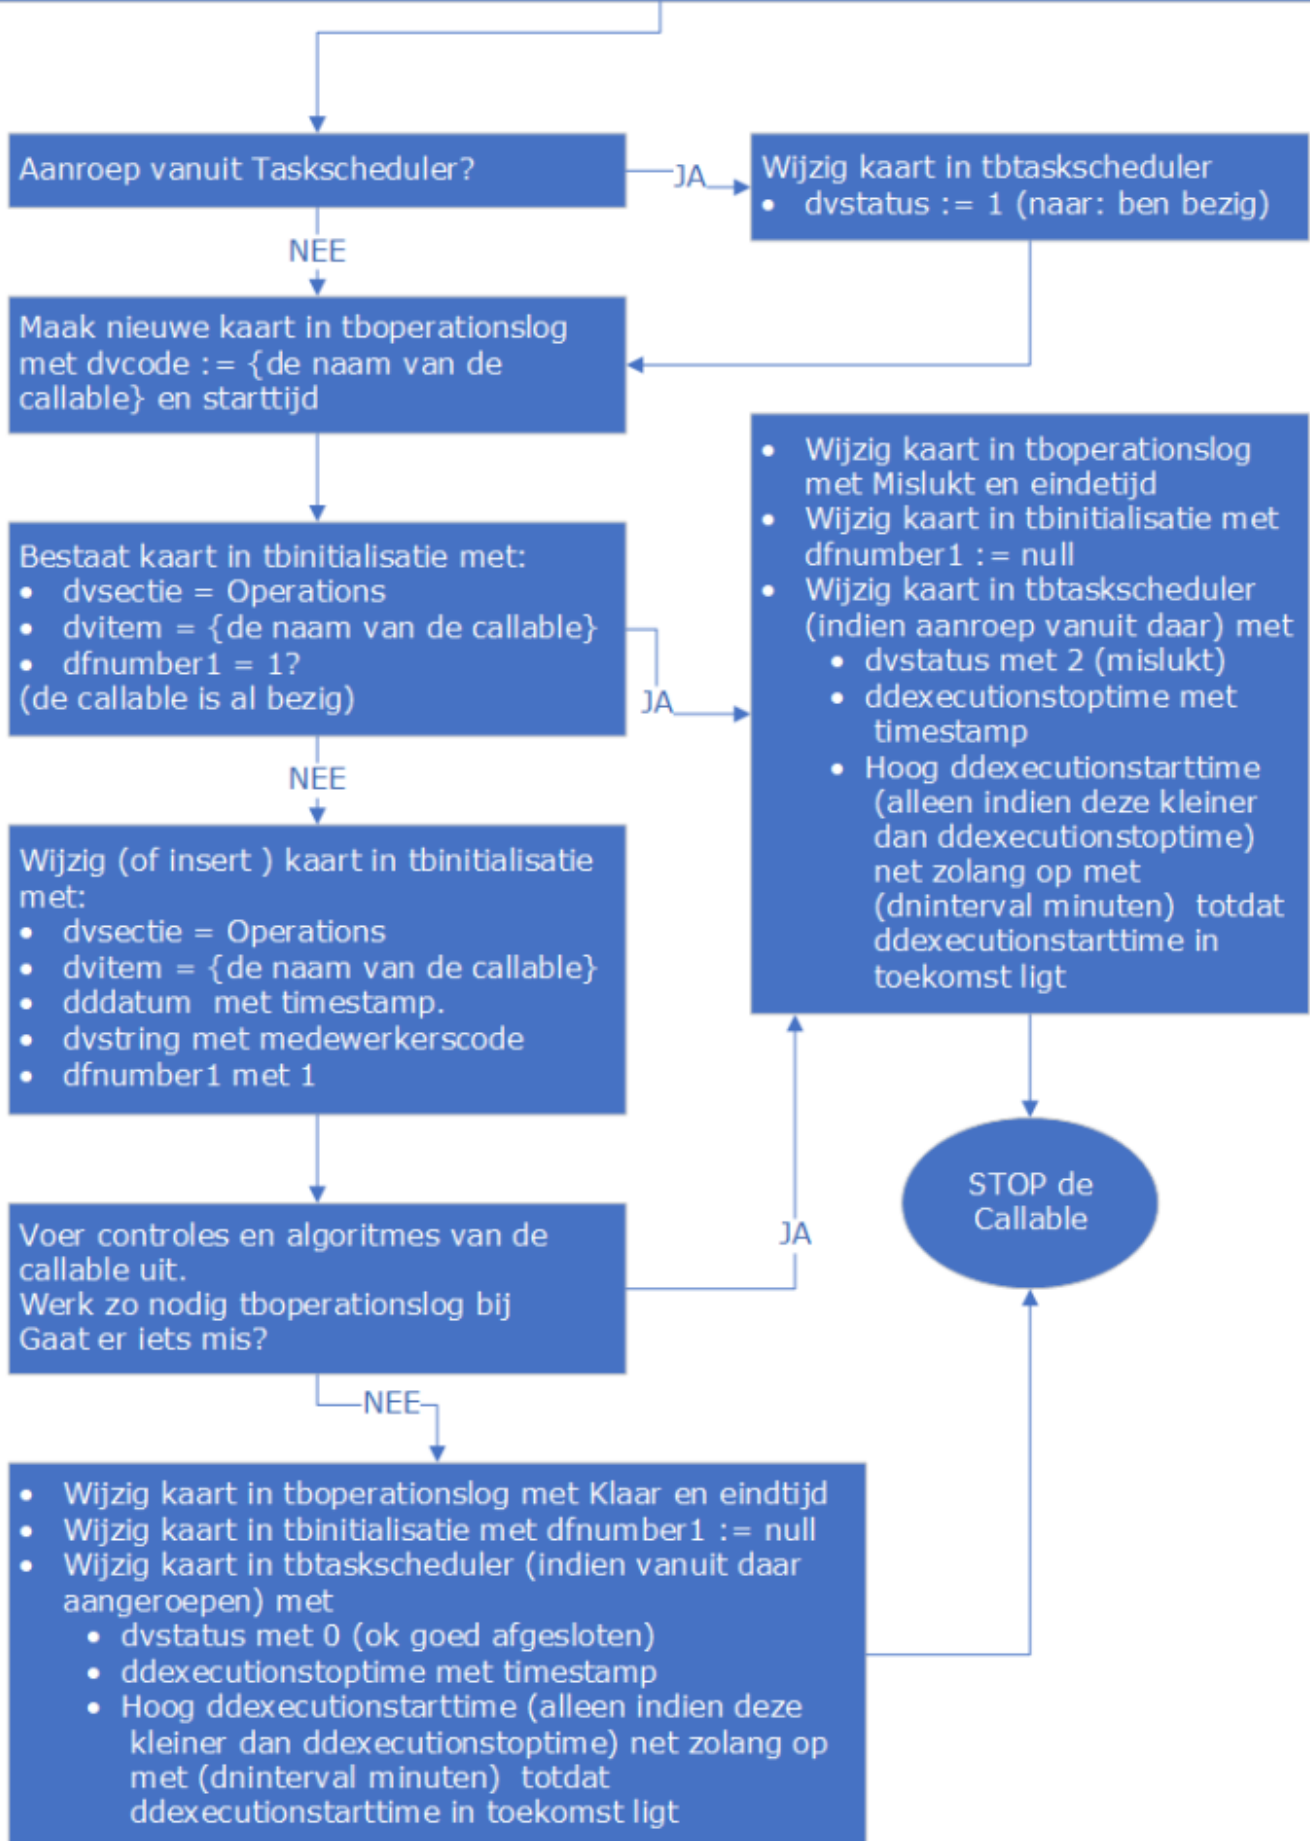 Aanroep vanuit Taskscheduler?
JA
Wijzig kaart in tbtaskscheduler
• dvstatus := 1 (naar: ben bezig)
NEE
Maak nieuwe kaart in tboperationslog
met dvcode := {de naam van de
callable} en starttijd
Bestaat kaart in tbinitialisatie met:
• dvsectie = Operations
• dvitem = {de naam van de callable}
• dfnumber1 = 1?
(de callable is al bezig)
JA
• Wijzig kaart in tboperationslog
met Mislukt en eindetijd
• Wijzig kaart in tbinitialisatie met
dfnumber1 := null
• Wijzig kaart in tbtaskscheduler
(indien aanroep vanuit daar) met
• dvstatus met 2 (mislukt)
• ddexecutionstoptime met
timestamp
• Hoog ddexecutionstarttime
(alleen indien deze kleiner
dan ddexecutionstoptime)
net zolang op met
(dninterval minuten) totdat
ddexecutionstarttime in
toekomst ligt
NEE
Wijzig (of insert ) kaart in tbinitialisatie
met:
• dvsectie = Operations
• dvitem = {de naam van de callable}
• dddatum met timestamp.
• dvstring met medewerkerscode
• dfnumber1 met 1
STOP de
Callable
Voer controles en algoritmes van de
callable uit.
Werk zo nodig tboperationslog bij
Gaat er iets mis?
JA
NEE
• Wijzig kaart in tboperationslog met Klaar en eindtijd
• Wijzig kaart in tbinitialisatie met dfnumber1 := null
• Wijzig kaart in tbtaskscheduler (indien vanuit daar
aangeroepen) met
• dvstatus met 0 (ok goed afgesloten)
• ddexecutionstoptime met timestamp
• Hoog ddexecutionstarttime (alleen indien deze
kleiner dan ddexecutionstoptime) net zolang op
met (dninterval minuten) totdat
ddexecutionstarttime in toekomst ligt